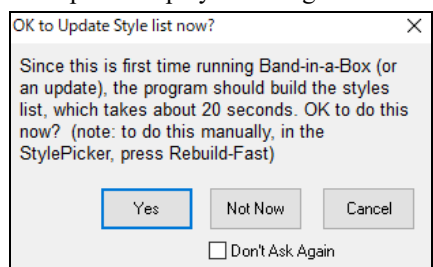 OK to Update Style list now?
Since this is first time running Band-in-a-Box (or
an update), the program should build the styles
list, which takes about 20 seconds. OK to do this
now? (note: to do this manually, in the
StylePicker, press Rebuild-Fast)
Yes Not Now Cancel
Don't Ask Again